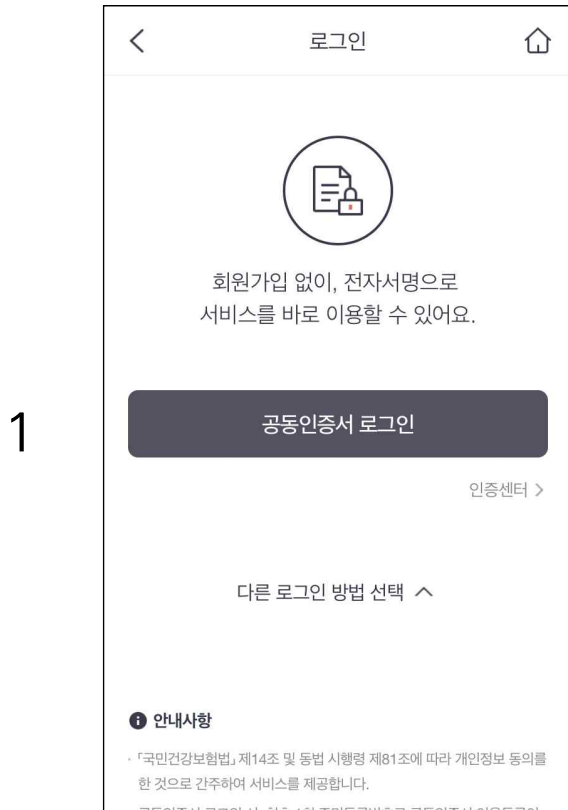 로그인
회원가입 없이, 전자서명으로
서비스를 바로 이용할 수 있어요.
1
공동인증서 로그인
인증센터 >
다른 로그인 방법 선택
안내사항
· 「국민건강보험법」 제14조 및 동법 시행령 제81조에 따라 개인정보 동의를
한 것으로 간주하여 서비스를 제공합니다.